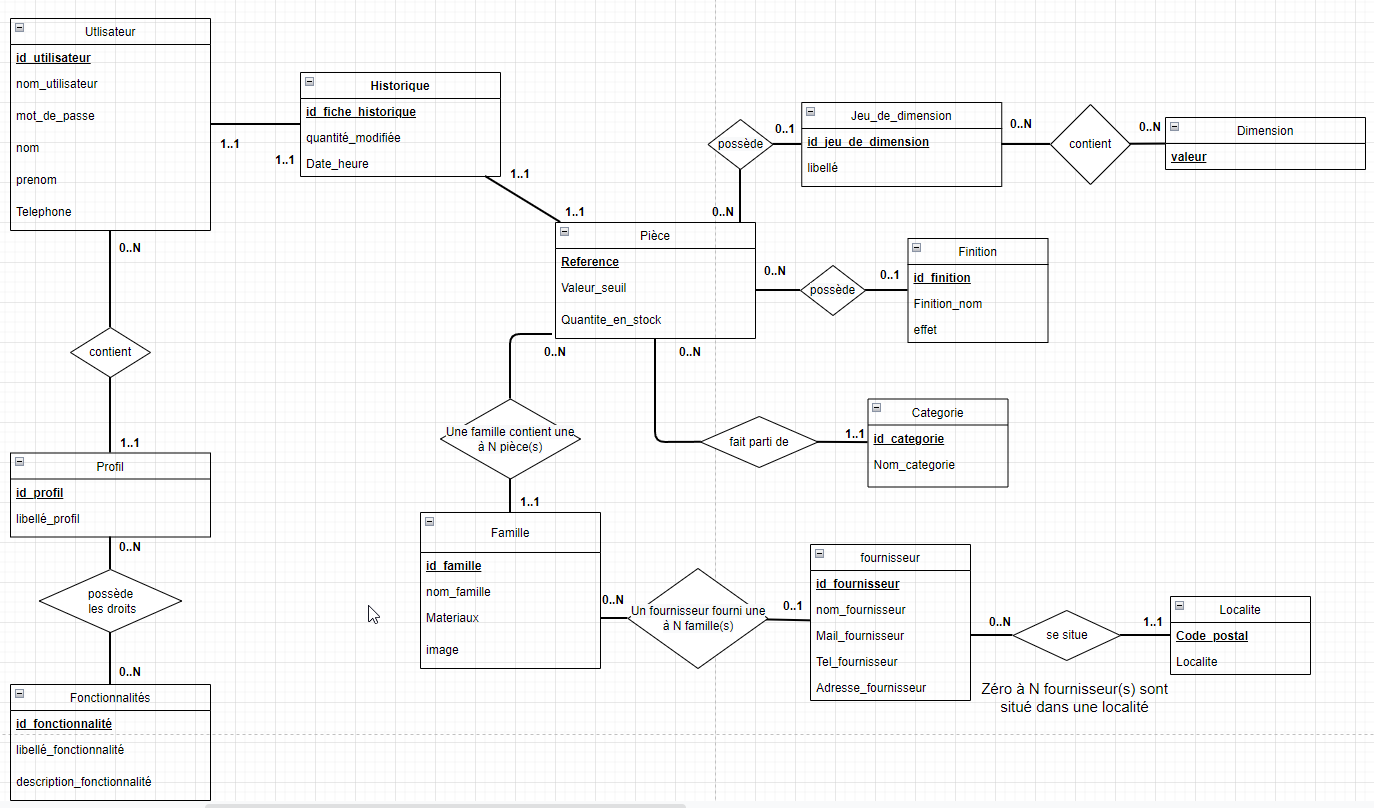 Utlisateur
id_utilisateur
nom_utilisateur
mot_de_passe
nom
prenom
Telephone
1..1
1..1
Historique
id_fiche_historique
quantité_modifiée
Date_heure
1..1
1..1
possède
0..1
0..N
Jeu_de_dimension
id_jeu_de_dimension
libellé
0..N
contient
0..N
Dimension
valeur
Pièce
Reference
Valeur_seuil
Quantite_en_stock
0..N
possède
0..1
Finition
id_finition
Finition_nom
effet
0..N
contient
1..1
0..N
0..N
Une famille contient une
à N pièce(s)
1..1
fait parti de
1..1
Categorie
id_categorie
Nom_categorie
Profil
id_profil
libellé_profil
0..N
possède
les droits
0..N
Famille
id_famille
nom_famille
Materiaux
image
0..N
Un fournisseur fourni une
à N famille(s)
0..1
fournisseur
id_fournisseur
nom_fournisseur
Mail_fournisseur
Tel_fournisseur
Adresse_fournisseur
0..N
se situe
1..1
Localite
Code_postal
Localite
Zéro à N fournisseur(s) sont
situé dans une localité
Fonctionnalités
id_fonctionnalité
libellé_fonctionnalité
description_fonctionnalité